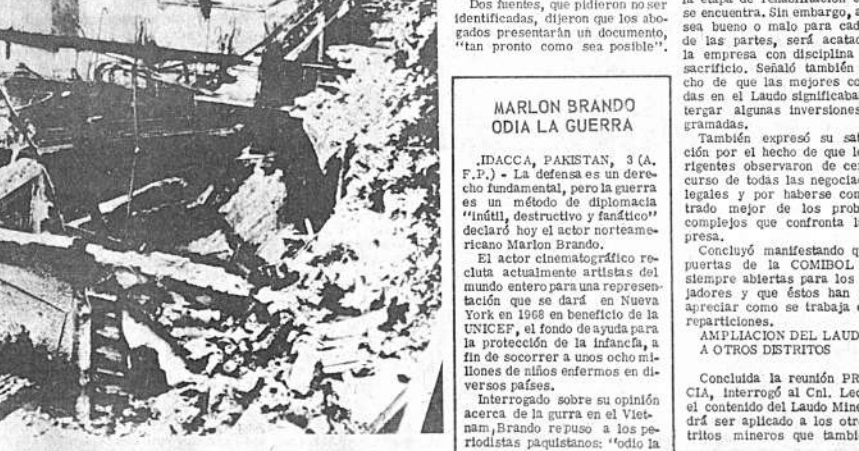 Dos fuentes, que pidieron no ser
identificadas, dijeron que los abo-
gados presentarán un documento,
"tan pronto como sea posible".
MARLON BRANDO
ODIA LA GUERRA
.IDACCA, PAKISTAN, 3 (A.
F.P.) - La defensa es un dere-
cho fundamental, pero la guerra
es un método de diplomacia
"inútil, destructivo y fanático"
declaró hoy el actor norteame-
ricano Marlon Brando.
El actor cinematográfico re-
cluta actualmente artistas del
mundo entero para una represen-
tación que se dará en Nueva
York en 1968 en beneficio de la
UNICEF, el fondo de ayuda para
la protección de la infancia, a
fin de socorrer a unos ocho mi-
llones de niños enfermos en di-
versos países.
Interrogado sobre su opinión
acerca de la gurra en el Viet-
nam, Brando repuso a los pe-
riodistas paquistanos: "odio la
se encuentra. Sin embargo,
sea bueno o malo para cad
de las partes, será acatad
la empresa con disciplina
sacrificio. Señaló también
cho de que las mejores co
das en el Laudo significaba
tergar algunas inversiones
gramadas.
También expresó su sat
ción por el hecho de que l
rigentes observaron de ce
curso de todas las negocia
legales y por haberse com
trado mejor de los prob
complejos que confronta l
presa.
Concluyó manifestando q
puertas de la COMIBOL
siempre abiertas para los
jadores y que éstos han
apreciar como se trabaja
reparticiones.
AMPLIACION DEL LAUD
A OTROS DISTRITOS
Concluida la reunión PR
CIA, interrogó al Cnl. Lec
el contenido del Laudo Mine
drá ser aplicado a los otr
tritos mineros que tambi